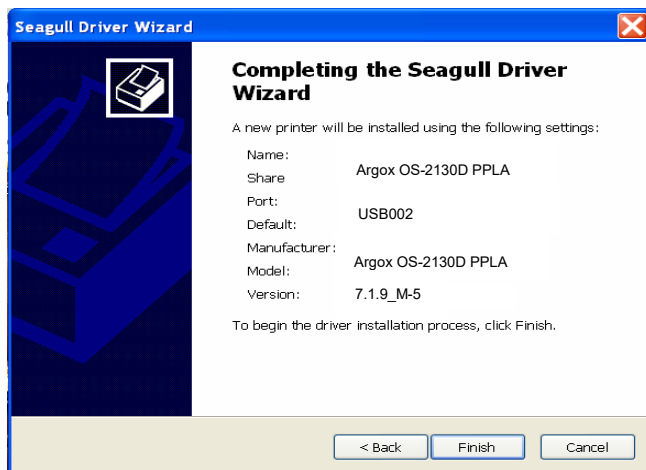 Seagull Driver Wizard
Completing the Seagull Driver
Wizard
A new printer will be installed using the following settings:
Name:
Share
Argox OS-2130D PPLA
Port:
USB002
Default:
Manufacturer:
Model:
Argox OS-2130D PPLA
Version:
7.1.9_M-5
To begin the driver installation process, click Finish.
< Back
Finish
Cancel